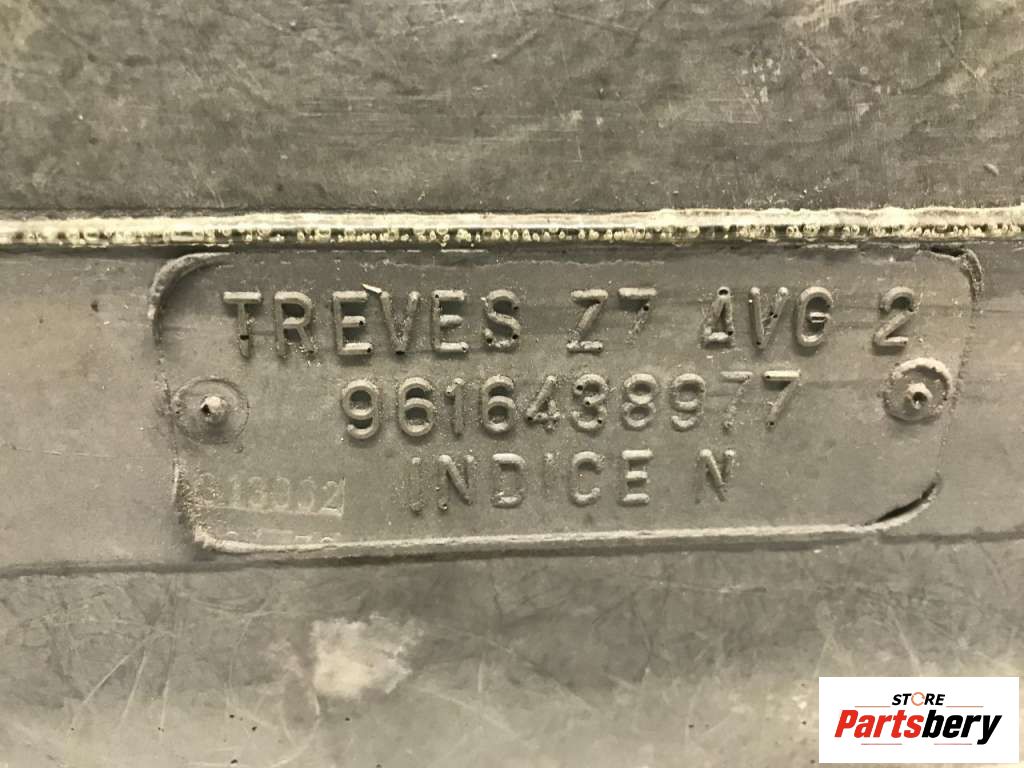 TREVES Z7 AVG 2
9616438977
INDICE N
STORE
Partsbery